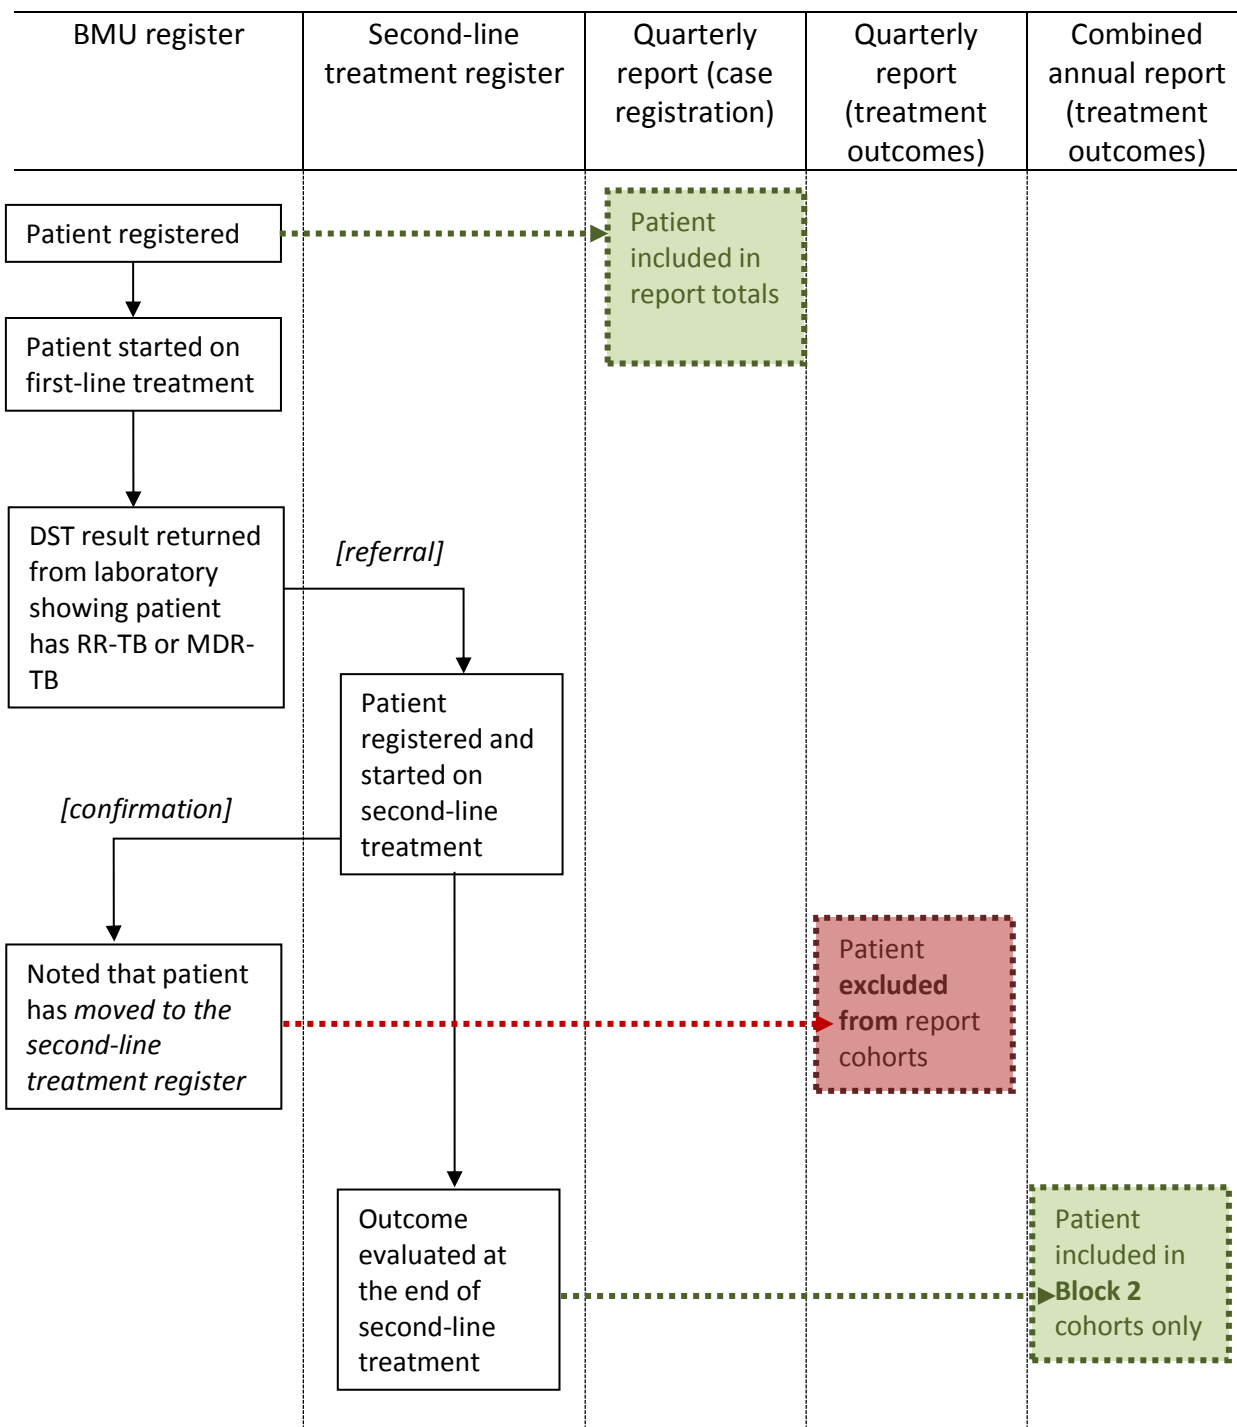 BMU register
Second-line
treatment register
Quarterly
report (case
registration)
Quarterly
report
(treatment
outcomes)
Combined
annual report
(treatment
outcomes)
Patient registered
Patient
included in
report totals
Patient started on
first-line treatment
DST result returned
from laboratory
showing patient
has RR-TB or MDR-
TB
[referral]
Patient
registered and
started on
second-line
treatment
[confirmation]
Noted that patient
has moved to the
second-line
treatment register
Patient
excluded
from report
cohorts
Outcome
evaluated at
the end of
second-line
treatment
Patient
included in
Block 2
cohorts only